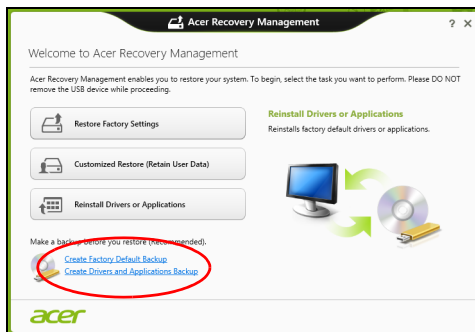 Acer Recovery Management
? ×
Welcome to Acer Recovery Management
Acer Recovery Management enables you to restore your system. To begin, select the task you want to perform. Please DO NOT
remove the USB device while proceeding.
Restore Factory Settings
Customized Restore (Retain User Data)
Reinstall Drivers or Applications
Reinstall Drivers or Applications
Reinstalls factory default drivers or applications.
Make a backup before you restore (Recommended).
Create Factory Default Backup
Create Drivers and Applications Backup
acer